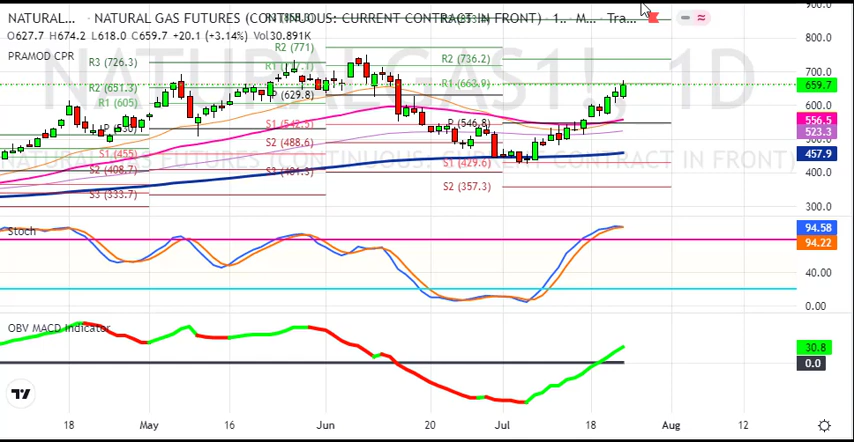 NATURAL... · NATURAL GAS FUTURES (CONTINUOUS: CURRENT CONTRACT IN FRONT) · 1... · M... · Tra...
O627.7 H674.2 L618.0 C659.7 +20.1 (+3.14%) Vol30.891K
PRAMOD CPR
NATURALGAS1!, 1D
R2 (771)
R2 (736.2)
R3 (726.3)
R1 (663.9)
R2 (651.3)
P (629.8)
R1 (605)
P (546.8)
S1 (542.3)
S2 (488.6)
S1 (455)
S1 (429.6)
S2 (408.7)
S2 (357.3)
S3 (333.7)
800.0
700.0
659.7
600.0
556.5
523.3
457.9
400.0
300.0
Stoch
94.58
94.22
40.00
0.00
OBV MACD Indicator
30.8
0.0
18
May
16
Jun
20
Jul
18
Aug
12